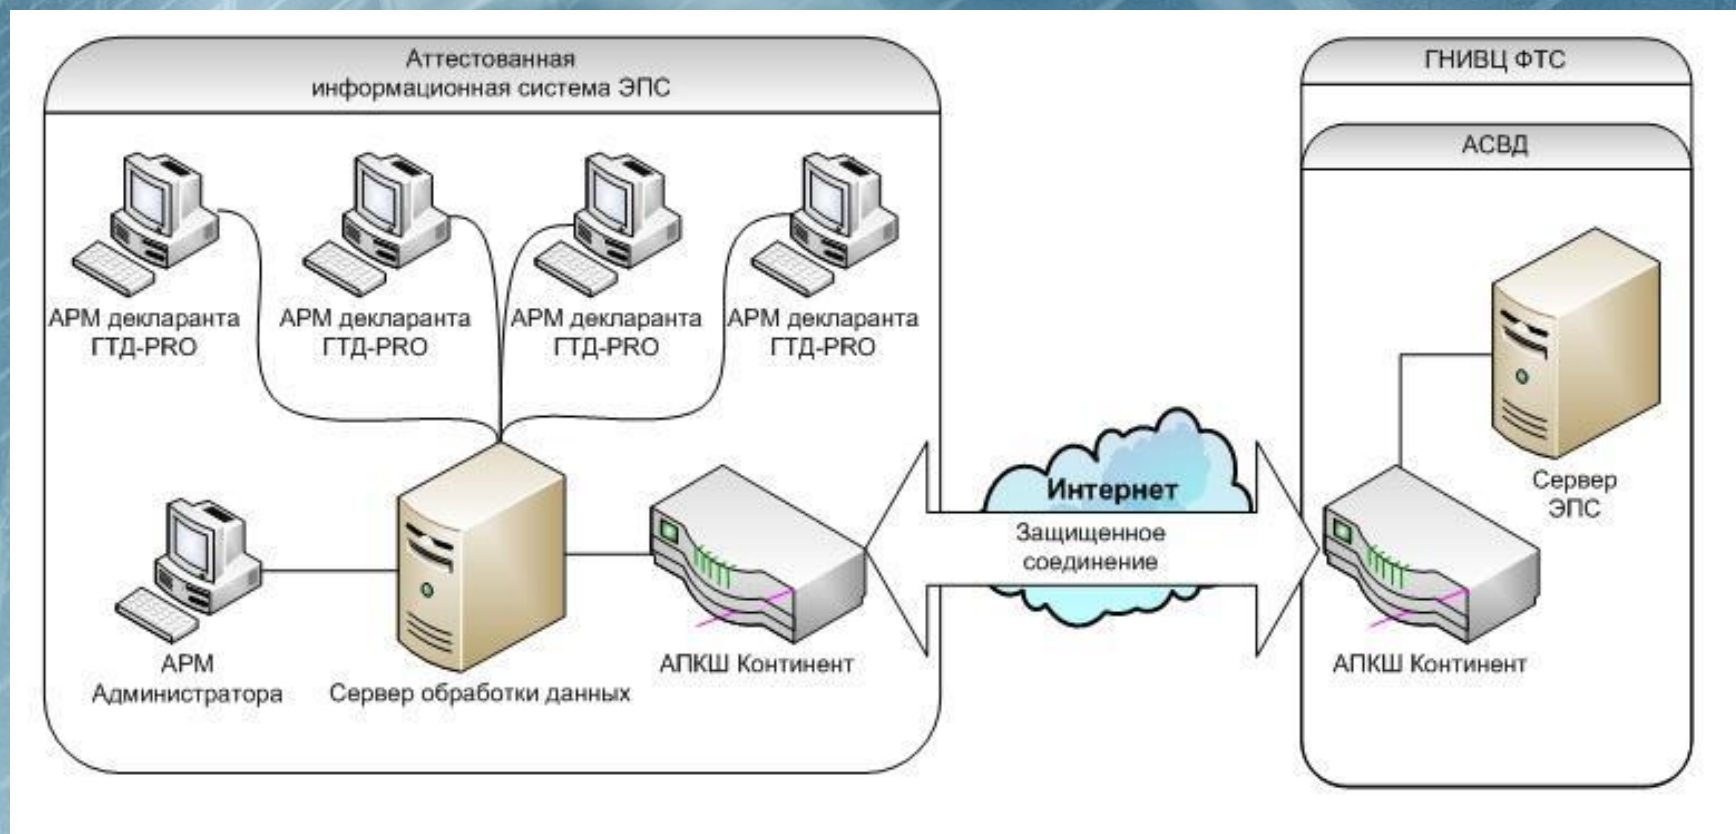 Аттестованная
информационная система ЭПС
ГНИВЦ ФТС
АСВД
АРМ декларанта
ГТД-PRO
АРМ декларанта
ГТД-PRO
АРМ декларанта
ГТД-PRO
АРМ декларанта
ГТД-PRO
Интернет
Защищенное
соединение
Сервер
ЭПС
АРМ
Администратора
Сервер обработки данных
АПКШ Континент
АПКШ Континент